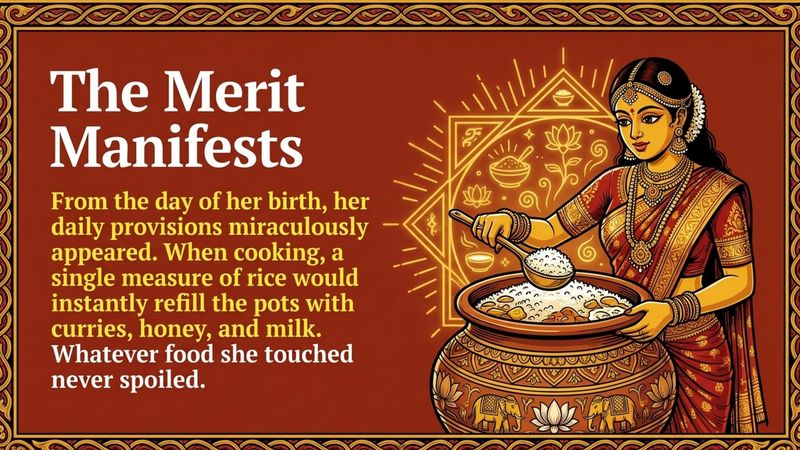 The Merit
Manifests
From the day of her birth, her
daily provisions miraculously
appeared. When cooking, a
single measure of rice would
instantly refill the pots with
curries, honey, and milk.
Whatever food she touched
never spoiled.